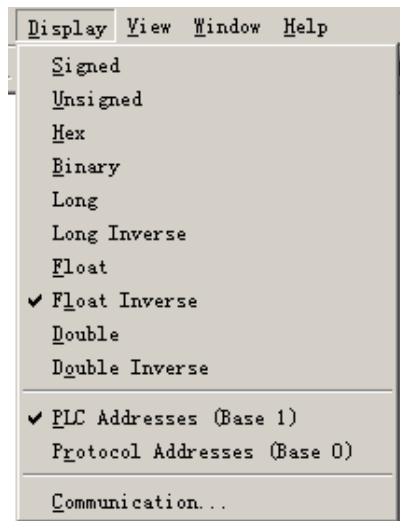 Display View Window Help
Signed
Unsigned
Hex
Binary
Long
Long Inverse
Float
Float Inverse
Double
Double Inverse
PLC Addresses (Base 1)
Protocol Addresses (Base 0)
Communication...